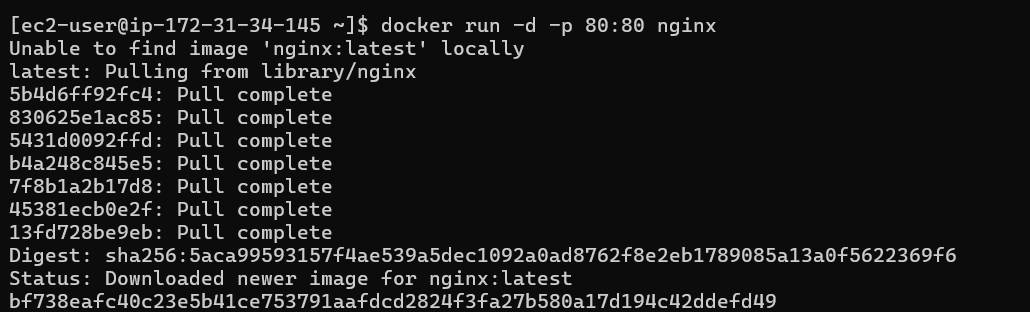 [ec2-user@ip-172-31-34-145 ~]$ docker run -d -p 80:80 nginx
Unable to find image 'nginx:latest' locally
latest: Pulling from library/nginx
5b4d6ff92fc4: Pull complete
830625e1ac85: Pull complete
5431d0092ffd: Pull complete
b4a248c845e5: Pull complete
7f8b1a2b17d8: Pull complete
45381ecb0e2f: Pull complete
13fd728be9eb: Pull complete
Digest: sha256:5aca99593157f4ae539a5dec1092a0ad8762f8e2eb1789085a13a0f5622369f6
Status: Downloaded newer image for nginx:latest
bf738eafc40c23e5b41ce753791aafdcd2824f3fa27b580a17d194c42ddefd49